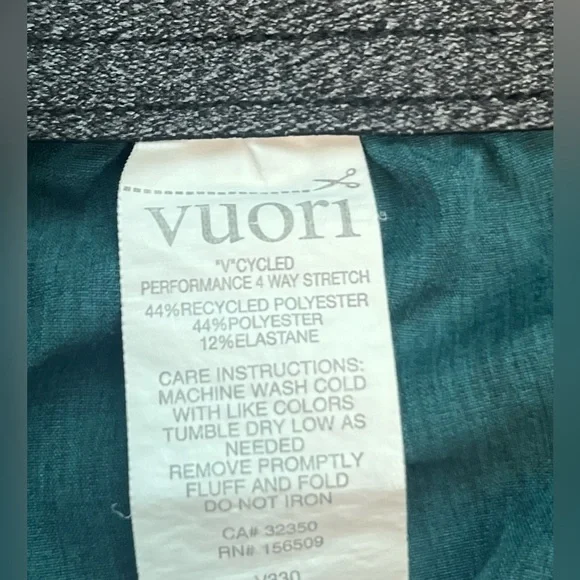 vuori
"V"CYCLED
PERFORMANCE 4 WAY STRETCH
44%RECYCLED POLYESTER
44%POLYESTER
12%ELASTANE
CARE INSTRUCTIONS:
MACHINE WASH COLD
WITH LIKE COLORS
TUMBLE DRY LOW AS
NEEDED
REMOVE PROMPTLY
FLUFF AND FOLD
DO NOT IRON
CA# 32350
RN# 156509
V330